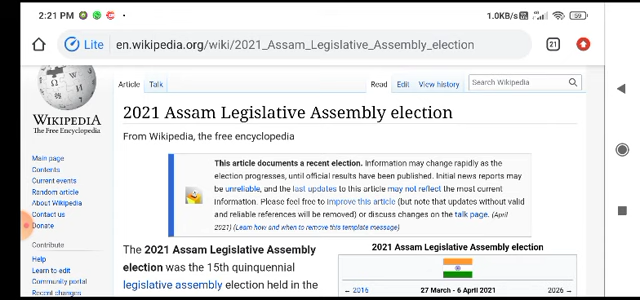 2:21 PM
1.0KB/s
59
Lite
en.wikipedia.org/wiki/2021_Assam_Legislative_Assembly_election
21
WIKIPEDIA
The Free Encyclopedia
Main page
Contents
Current events
Random article
About Wikipedia
Contact us
Donate
Contribute
Help
Learn to edit
Community portal
Recent changes
Article Talk
Read Edit View history
Search Wikipedia
2021 Assam Legislative Assembly election
From Wikipedia, the free encyclopedia
This article documents a recent election. Information may change rapidly as the
election progresses, until official results have been published. Initial news reports may
be unreliable, and the last updates to this article may not reflect the most current
information. Please feel free to improve this article (but note that updates without valid
and reliable references will be removed) or discuss changes on the talk page. (April
2021) (Learn how and when to remove this template message)
The 2021 Assam Legislative Assembly
election was the 15th quinquennial
legislative assembly election held in the
2021 Assam Legislative Assembly election
← 2016 27 March - 6 April 2021 2026 →